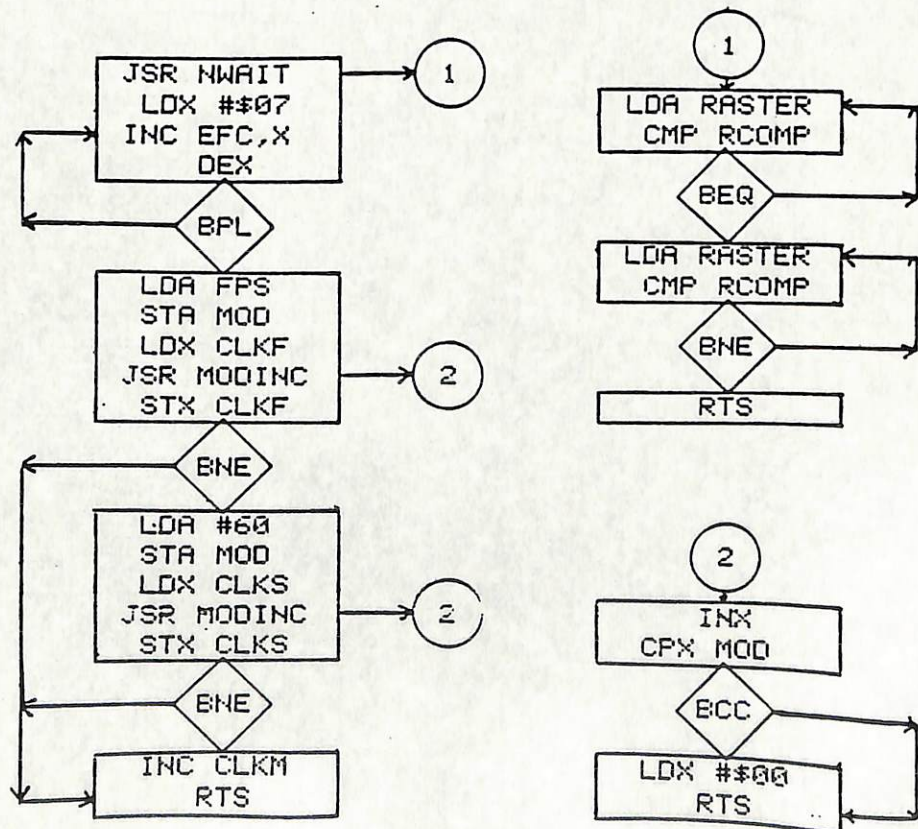 JSR NWAIT
LDX #$07
INC EFC,X
DEX
1
BPL
LDA FPS
STA MOD
LDX CLKF
JSR MODINC
STX CLKF
2
BNE
LDA #60
STA MOD
LDX CLKS
JSR MODINC
STX CLKS
2
BNE
INC CLKM
RTS
1
LDA RASTER
CMP RCOMP
BEQ
LDA RASTER
CMP RCOMP
BNE
RTS
2
INX
CPX MOD
BCC
LDX #$00
RTS